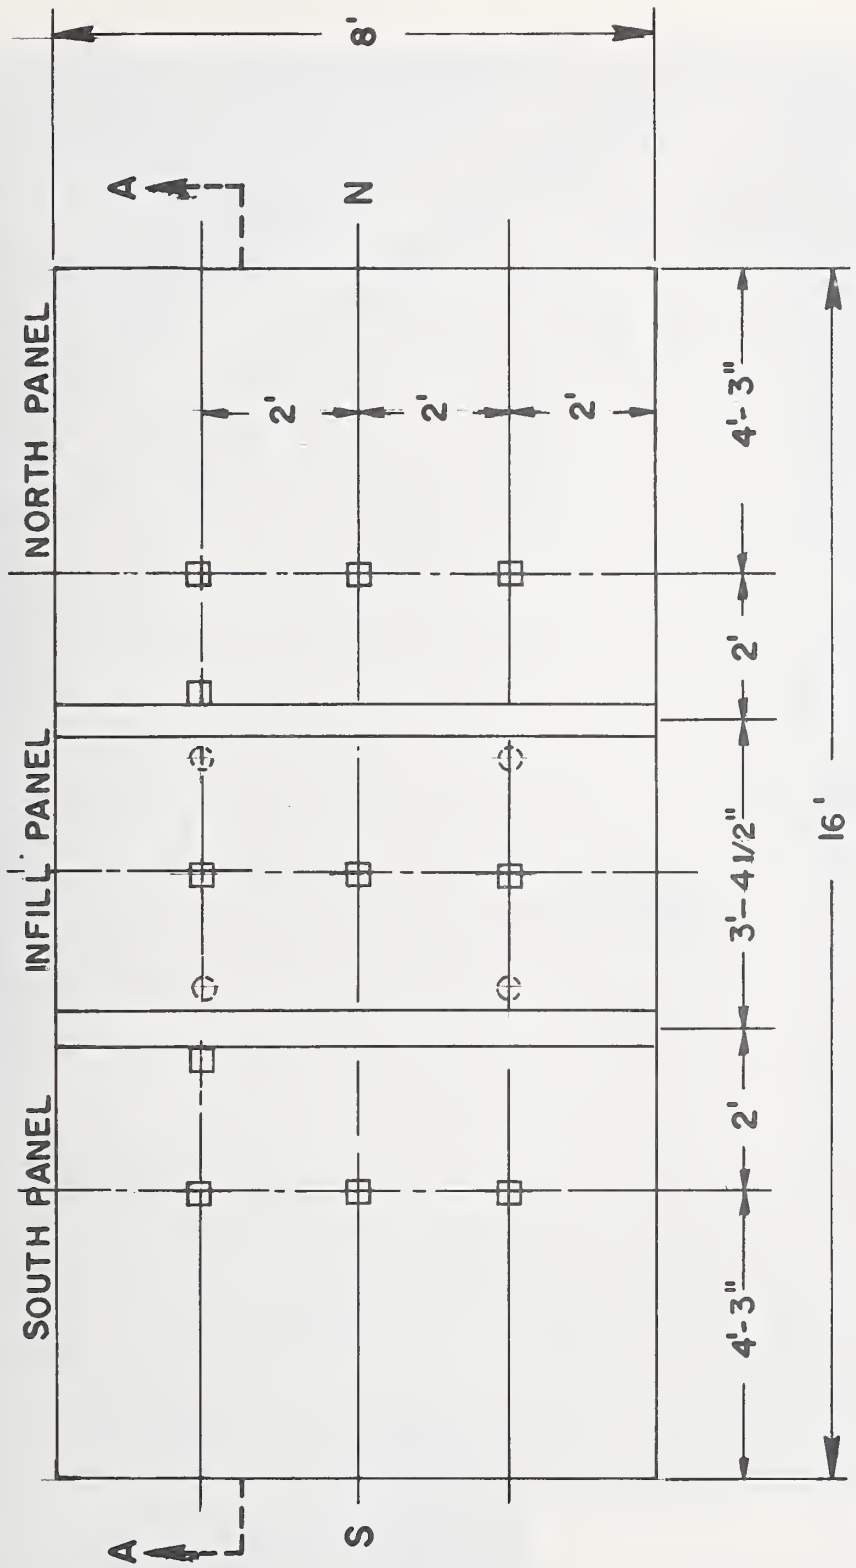 SOUTH PANEL
INFILL PANEL
NORTH PANEL
8'
A
A
S
N
2'
2'
2'
4'-3"
2'
3'-4 1/2"
2'
4'-3"
16'